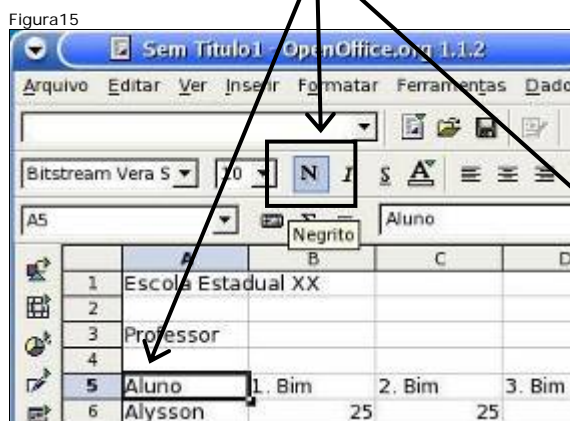 Figura15
Sem Titulo1 - OpenOffice.org 1.1.2
Arquivo Editar Ver Inserir Formatar Ferramentas Dado
Bitstream Vera S 10 N I S A
A5 Aluno
Negrito
A B C D
1 Escola Estadual XX
2
3 Professor
4
5 Aluno 1. Bim 2. Bim 3. Bim
6 Alysson 25 25